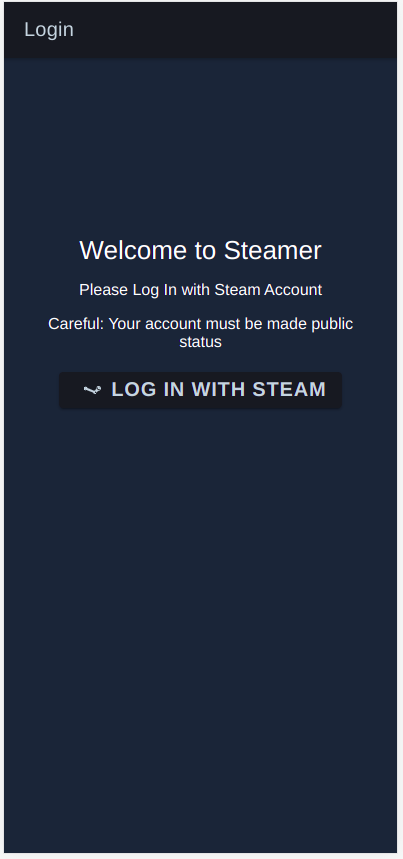 Login
Welcome to Steamer
Please Log In with Steam Account
Careful: Your account must be made public
status
LOG IN WITH STEAM